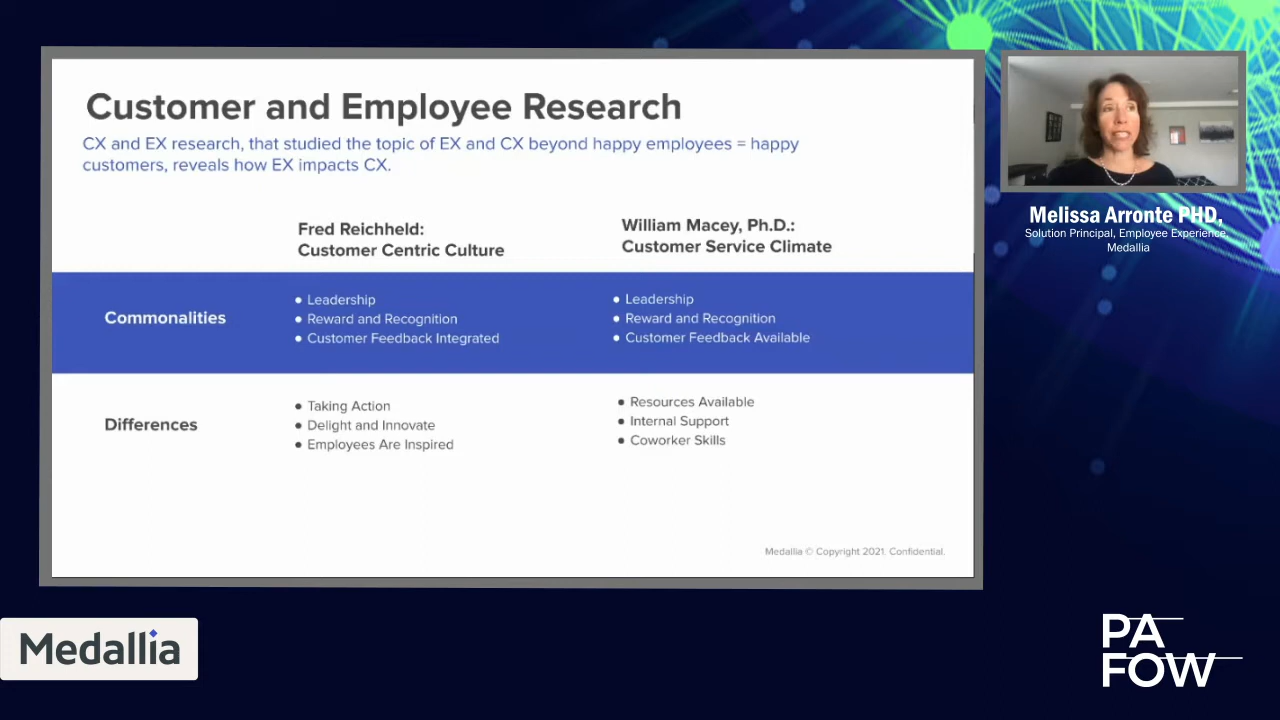 Customer and Employee Research
CX and EX research, that studied the topic of EX and CX beyond happy employees = happy
customers, reveals how EX impacts CX.
Fred Reichheld:
Customer Centric Culture
William Macey, Ph.D.:
Customer Service Climate
Commonalities
• Leadership
• Reward and Recognition
• Customer Feedback Integrated
• Leadership
• Reward and Recognition
• Customer Feedback Available
Differences
• Taking Action
• Delight and Innovate
• Employees Are Inspired
• Resources Available
• Internal Support
• Coworker Skills
Medallia © Copyright 2021. Confidential.
Melissa Arronte PHD,
Solution Principal, Employee Experience,
Medallia
Medallia
PA
FOW